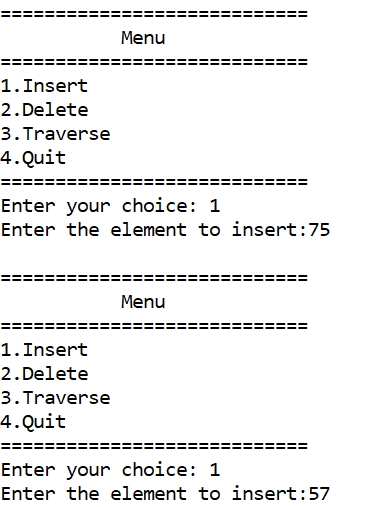 ============================
Menu
============================
1.Insert
2.Delete
3.Traverse
4.Quit
============================
Enter your choice: 1
Enter the element to insert:75
============================
Menu
============================
1.Insert
2.Delete
3.Traverse
4.Quit
============================
Enter your choice: 1
Enter the element to insert:57